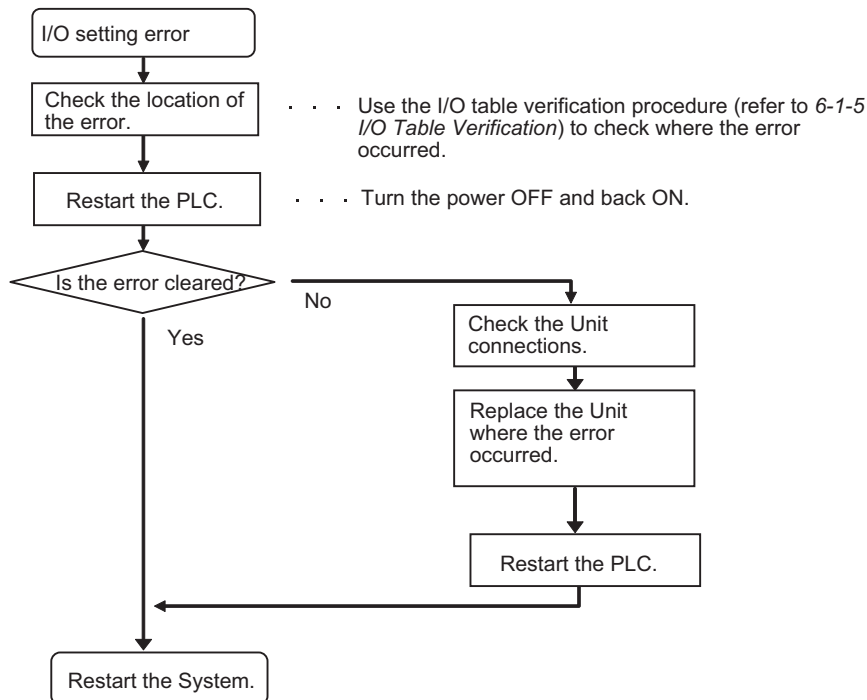 I/O setting error
Check the location of
the error.
· · · Use the I/O table verification procedure (refer to 6-1-5
I/O Table Verification) to check where the error
occurred.
Restart the PLC.
· · · Turn the power OFF and back ON.
Is the error cleared?
No
Yes
Check the Unit
connections.
Replace the Unit
where the error
occurred.
Restart the PLC.
Restart the System.